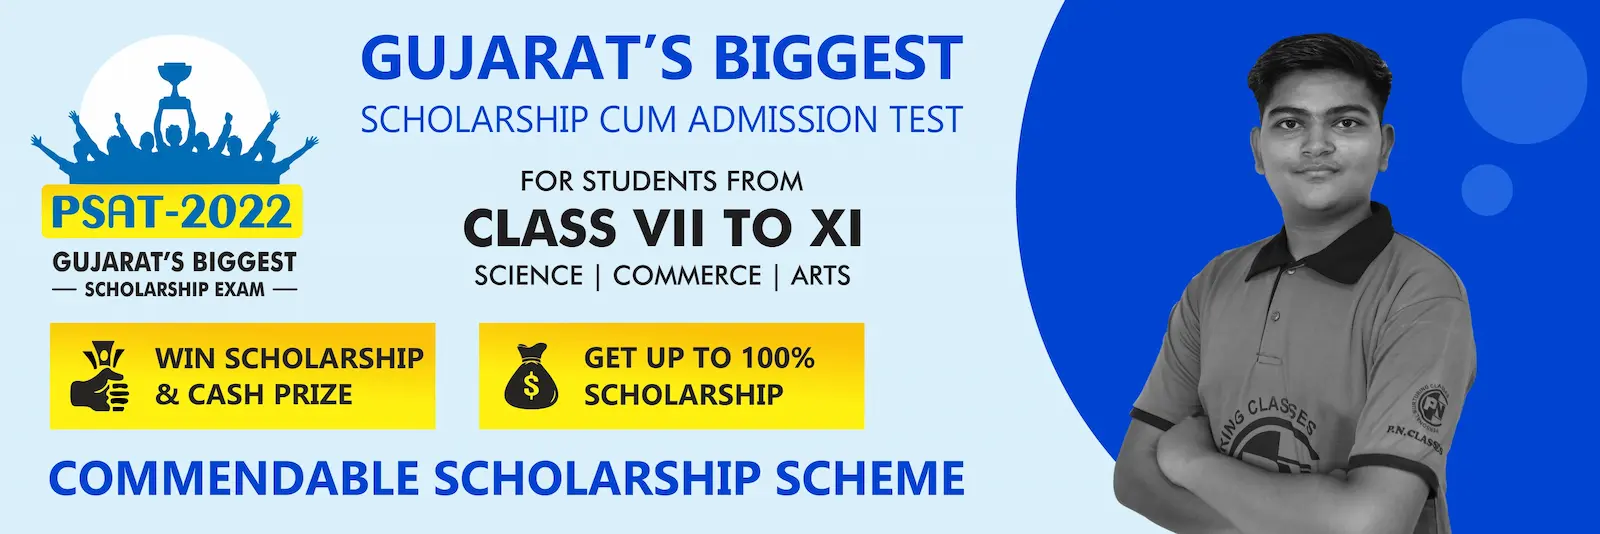 PSAT-2022
GUJARAT'S BIGGEST
SCHOLARSHIP EXAM
GUJARAT'S BIGGEST
SCHOLARSHIP CUM ADMISSION TEST
FOR STUDENTS FROM
CLASS VII TO XI
SCIENCE | COMMERCE | ARTS
WIN SCHOLARSHIP
& CASH PRIZE
GET UP TO 100%
SCHOLARSHIP
COMMENDABLE SCHOLARSHIP SCHEME
CLASSES
PN
P.N.CLASSES